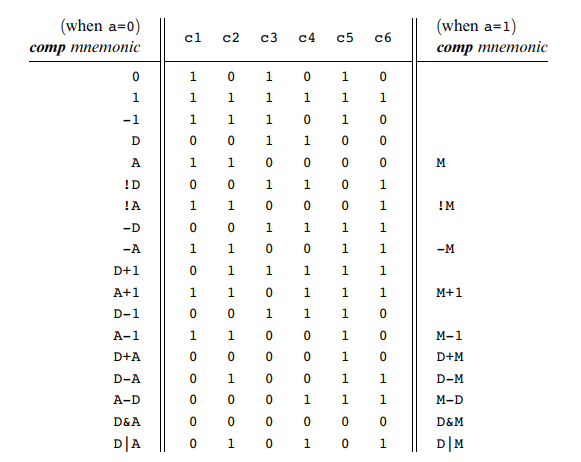 (when a=0) (when a=1)
comp mnemonic c1 c2 c3 c4 c5 c6 comp mnemonic
0 1 0 1 0 1 0
1 1 1 1 1 1 1
-1 1 1 1 0 1 0
D 0 0 1 1 0 0
A 1 1 0 0 0 0 M
!D 0 0 1 1 0 1
!A 1 1 0 0 0 1 !M
-D 0 0 1 1 1 1
-A 1 1 0 0 1 1 -M
D+1 0 1 1 1 1 1
A+1 1 1 0 1 1 1 M+1
D-1 0 0 1 1 1 0
A-1 1 1 0 0 1 0 M-1
D+A 0 0 0 0 1 0 D+M
D-A 0 1 0 0 1 1 D-M
A-D 0 0 0 1 1 1 M-D
D&A 0 0 0 0 0 0 D&M
D|A 0 1 0 1 0 1 D|M